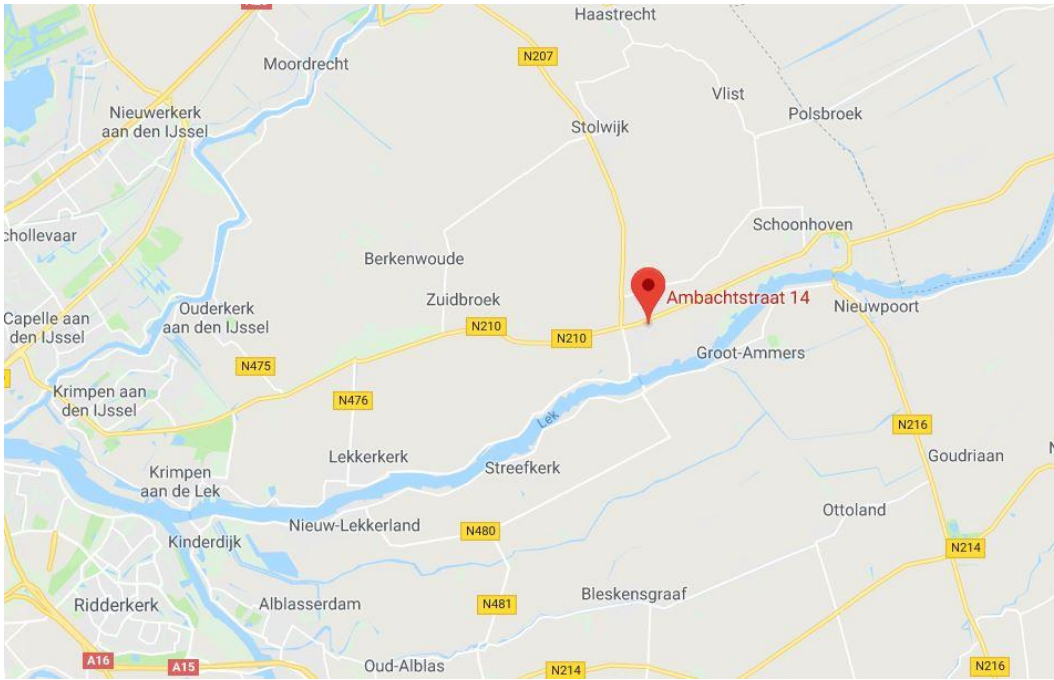 Haastrecht
N207
Moordrecht
Vlist
Nieuwerkerk
aan den IJssel
Polsbroek
Stolwijk
chollevaar
Schoonhoven
Berkenwoude
Ambachtstraat 14
Zuidbroek
Ouderkerk
aan den IJssel
Nieuwpoort
Capelle aan
den IJssel
N210
N210
Groot-Ammers
N475
Krimpen aan
den IJssel
N476
Lek
N216
Lekkerkerk
Goudriaan
Streefkerk
Krimpen
aan de Lek
Ottoland
Nieuw-Lekkerland
N480
Kinderdijk
N214
Bleskensgraaf
Ridderkerk
Alblasserdam
N481
A16
A15
Oud-Alblas
N214
N216